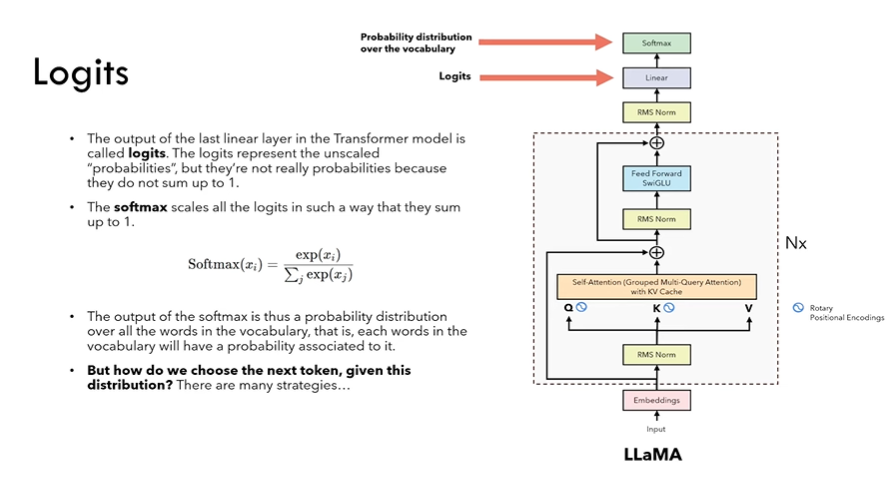 Logits
• The output of the last linear layer in the Transformer model is
called logits. The logits represent the unscaled
"probabilities", but they're not really probabilities because
they do not sum up to 1.
• The softmax scales all the logits in such a way that they sum
up to 1.
Softmax(x_i) = exp(x_i) / ∑_j exp(x_j)
• The output of the softmax is thus a probability distribution
over all the words in the vocabulary, that is, each words in the
vocabulary will have a probability associated to it.
• But how do we choose the next token, given this
distribution? There are many strategies…
Probability distribution
over the vocabulary
Logits
Softmax
Linear
RMS Norm
Feed Forward
SwiGLU
RMS Norm
Nx
Self-Attention (Grouped Multi-Query Attention)
with KV Cache
Q K V
Rotary
Positional Encodings
RMS Norm
Embeddings
Input
LLaMA